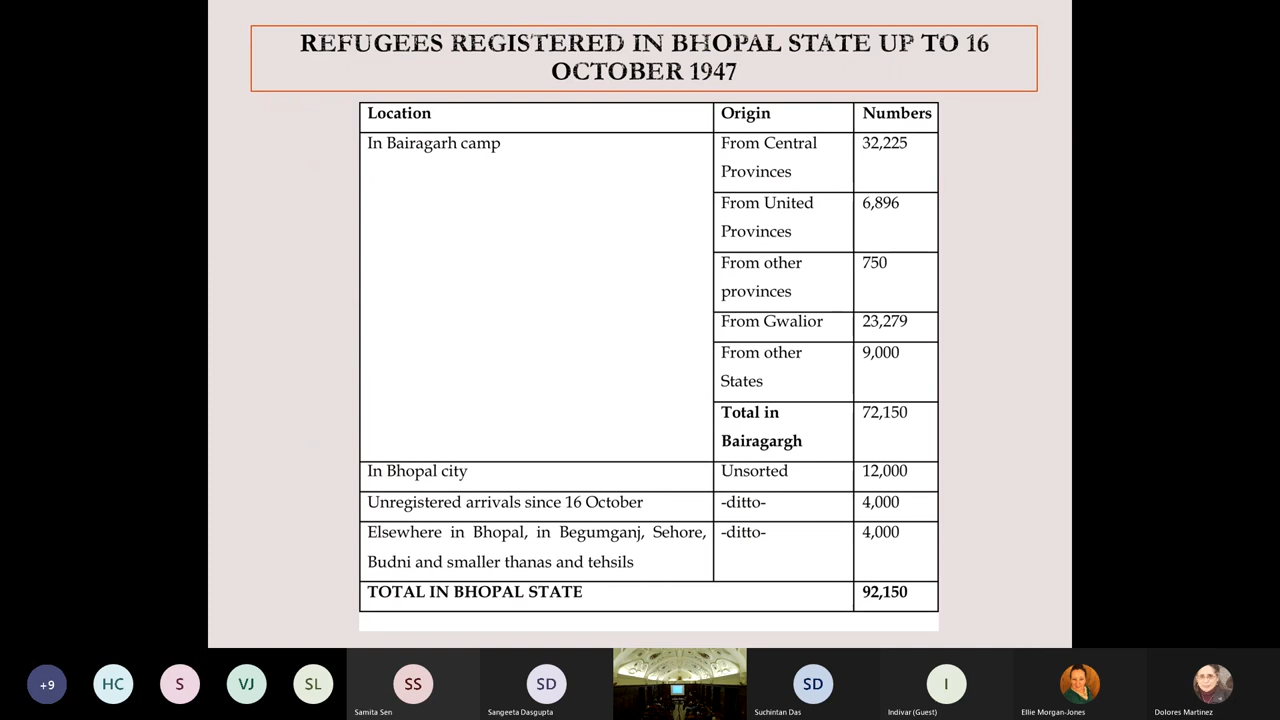 REFUGEES REGISTERED IN BHOPAL STATE UP TO 16
OCTOBER 1947
Location Origin Numbers
In Bairagarh camp From Central 32,225
Provinces
From United 6,896
Provinces
From other 750
provinces
From Gwalior 23,279
From other 9,000
States
Total in 72,150
Bairagargh
In Bhopal city Unsorted 12,000
Unregistered arrivals since 16 October -ditto- 4,000
Elsewhere in Bhopal, in Begumganj, Sehore, -ditto- 4,000
Budni and smaller thanas and tehsils
TOTAL IN BHOPAL STATE 92,150
+9 HC S VJ SL SS SD SD I
Samita Sen Sangeeta Dasgupta Suchintan Das Indivar (Guest) Ellie Morgan-Jones Dolores Martinez